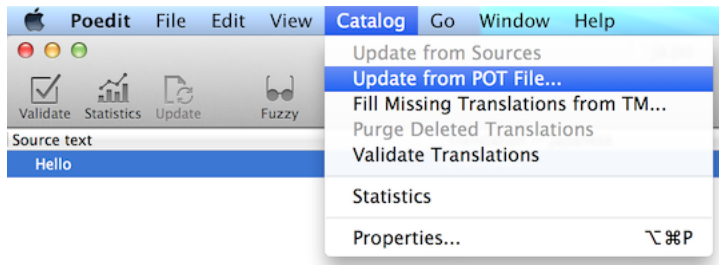 Poedit File Edit View Catalog Go Window Help
Update from Sources
Update from POT File...
Fill Missing Translations from TM...
Purge Deleted Translations
Validate Translations
Statistics
Properties... ⌥⌘P
Validate Statistics Update Fuzzy
Source text
Hello